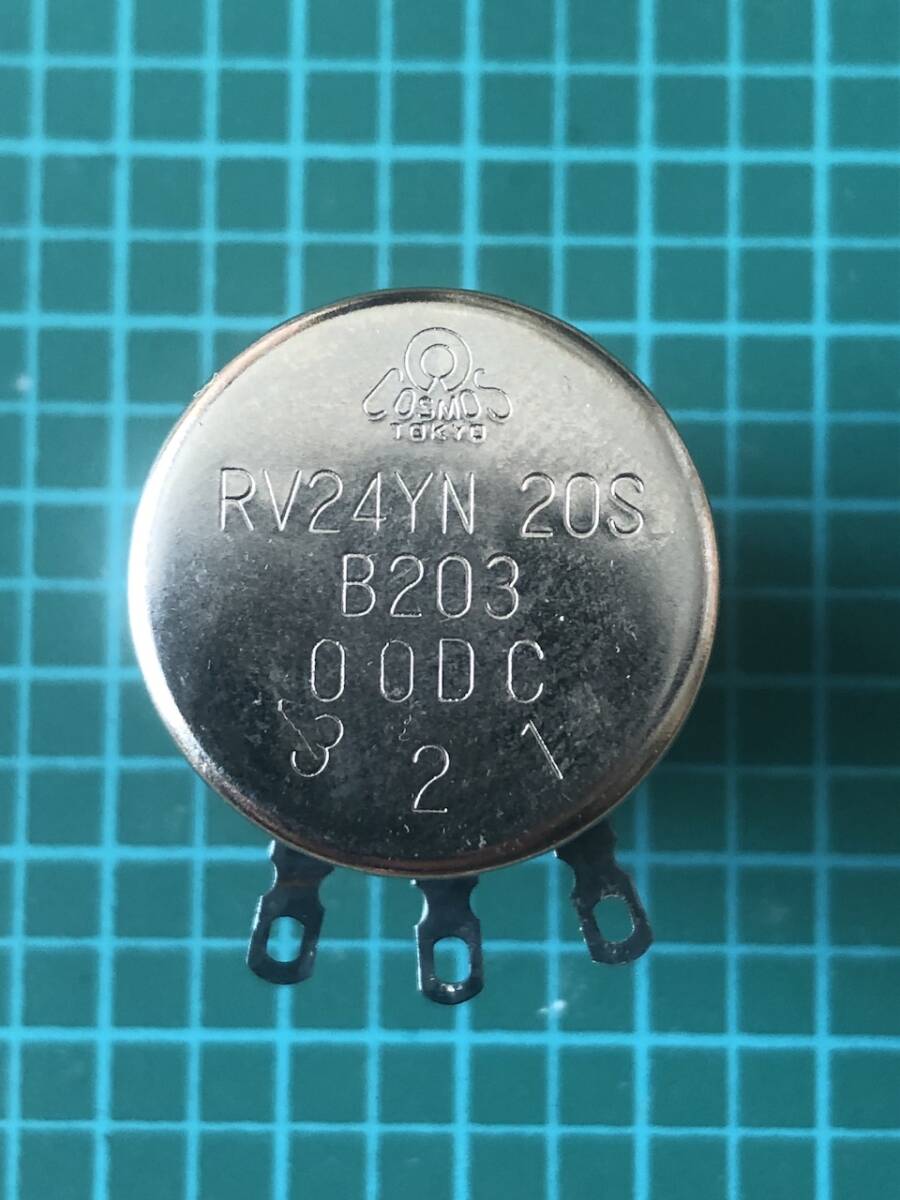 COSMOS
TOKYO
RV24YN 20S
B203
00DC
3 2 1